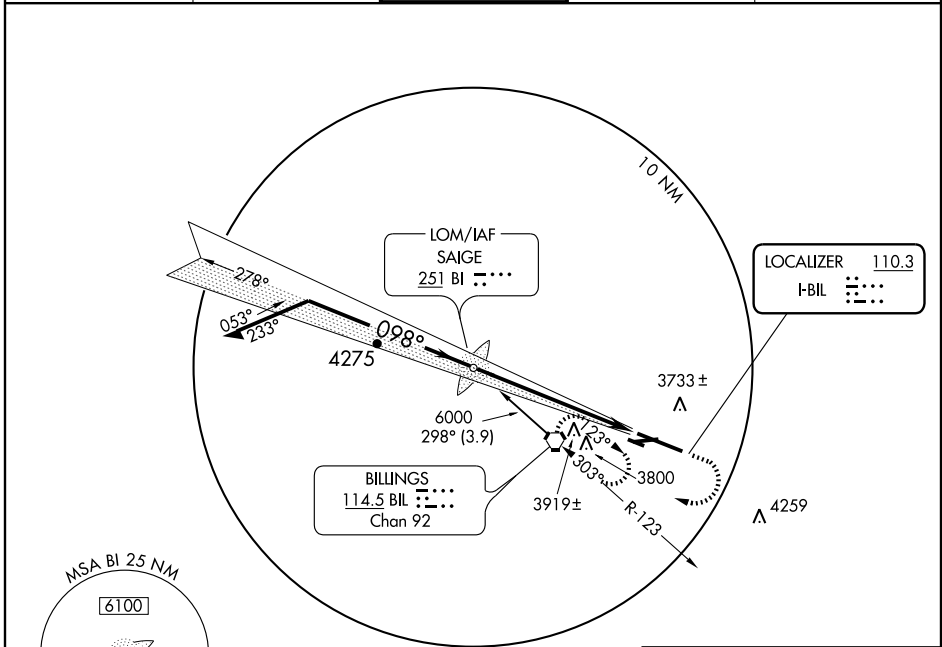 10 NM
LOM/IAF
SAIGE
251 BI
LOCALIZER 110.3
I-BIL
278°
053°
233°
098°
4275
3733 ±
6000
298° (3.9)
123°
303°
3800
BILLINGS
114.5 BIL
Chan 92
3919 ±
R-123
4259
MSA BI 25 NM
6100